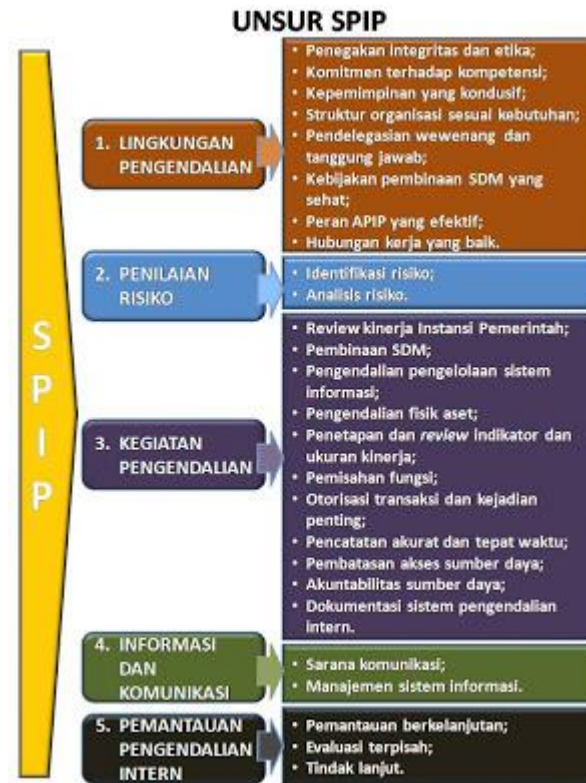 UNSUR SPIP
SPIP
1. LINGKUNGAN
PENGENDALIAN
• Penegakan integritas dan etika;
• Komitmen terhadap kompetensi;
• Kepemimpinan yang kondusif;
• Struktur organisasi sesuai kebutuhan;
• Pendelegasian wewenang dan
tanggung jawab;
• Kebijakan pembinaan SDM yang
sehat;
• Peran APIP yang efektif;
• Hubungan kerja yang baik.
2. PENILAIAN
RISIKO
• Identifikasi risiko;
• Analisis risiko.
3. KEGIATAN
PENGENDALIAN
• Review kinerja Instansi Pemerintah;
• Pembinaan SDM;
• Pengendalian pengelolaan sistem
informasi;
• Pengendalian fisik aset;
• Penetapan dan review indikator dan
ukuran kinerja;
• Pemisahan fungsi;
• Otorisasi transaksi dan kejadian
penting;
• Pencatatan akurat dan tepat waktu;
• Pembatasan akses sumber daya;
• Akuntabilitas sumber daya;
• Dokumentasi sistem pengendalian
intern.
4. INFORMASI
DAN
KOMUNIKASI
• Sarana komunikasi;
• Manajemen sistem informasi.
5. PEMANTAUAN
PENGENDALIAN
INTERN
• Pemantauan berkelanjutan;
• Evaluasi terpisah;
• Tindak lanjut.